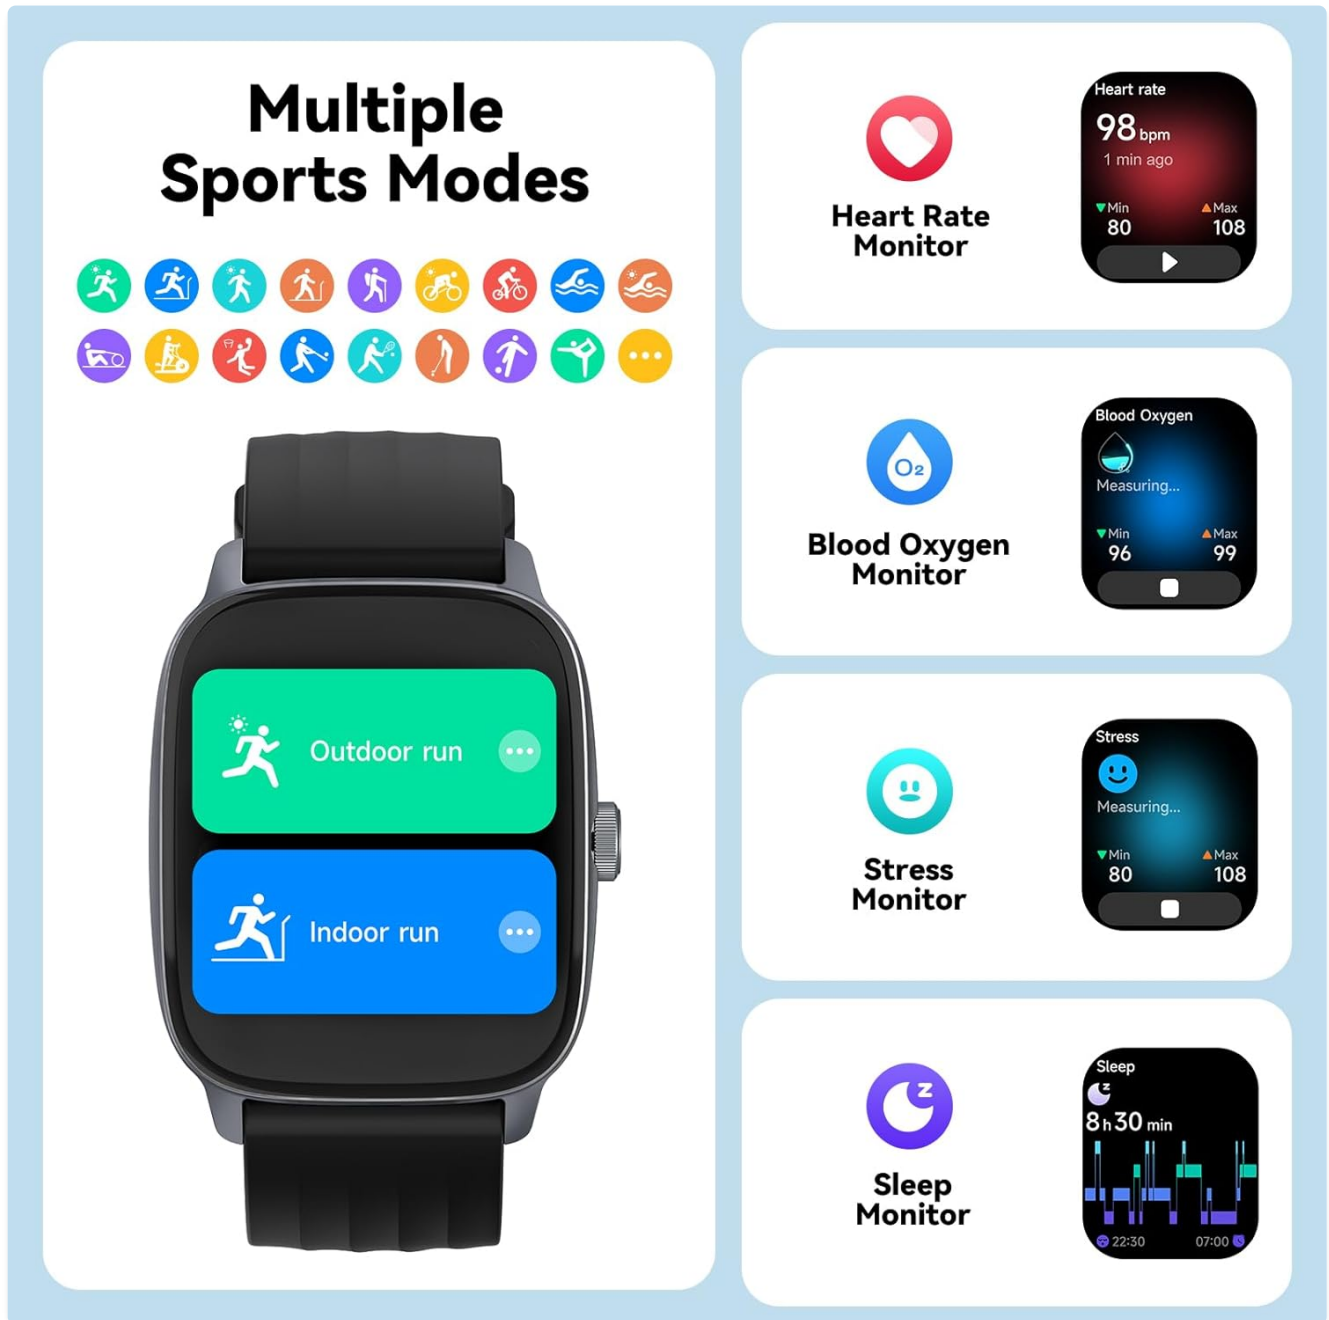 Multiple
Sports Modes
Outdoor run
Indoor run
Heart Rate
Monitor
Heart rate
98 bpm
1 min ago
Min Max
80 108
O₂
Blood Oxygen
Monitor
Blood Oxygen
Measuring...
Min Max
96 99
Stress
Monitor
Stress
Measuring...
Min Max
80 108
z
Sleep
Monitor
Sleep
z
8 h 30 min
22:30 07:00